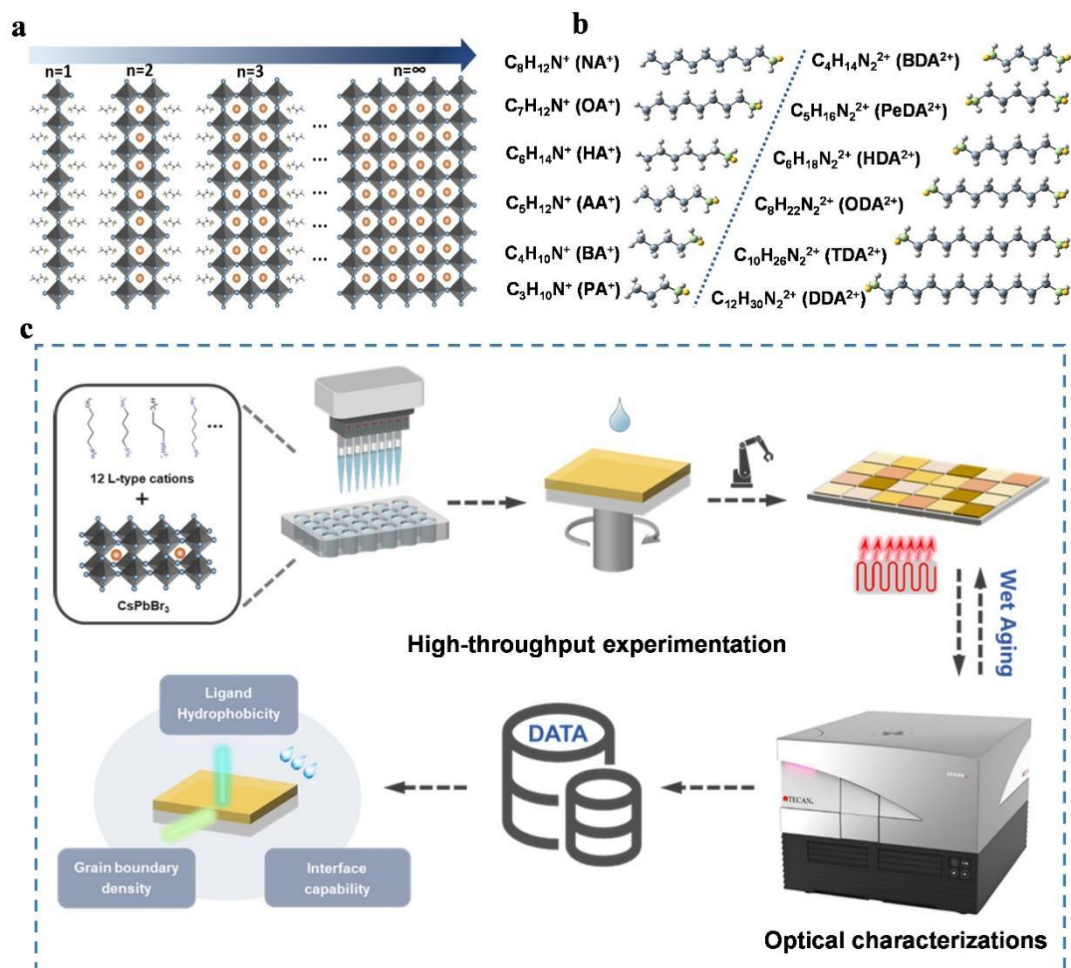 a
n=1
n=2
n=3
n=∞
...
...
...
...
b
C₈H₁₂N⁺ (NA⁺)
C₇H₁₂N⁺ (OA⁺)
C₆H₁₄N⁺ (HA⁺)
C₅H₁₂N⁺ (AA⁺)
C₄H₁₀N⁺ (BA⁺)
C₃H₁₀N⁺ (PA⁺)
C₄H₁₄N₂²⁺ (BDA²⁺)
C₅H₁₆N₂²⁺ (PeDA²⁺)
C₆H₁₈N₂²⁺ (HDA²⁺)
C₈H₂₂N₂²⁺ (ODA²⁺)
C₁₀H₂₆N₂²⁺ (TDA²⁺)
C₁₂H₃₀N₂²⁺ (DDA²⁺)
c
...
12 L-type cations
+
CsPbBr₃
High-throughput experimentation
Wet Aging
Ligand
Hydrophobicity
Grain boundary
density
Interface
capability
DATA
TECAN
Optical characterizations